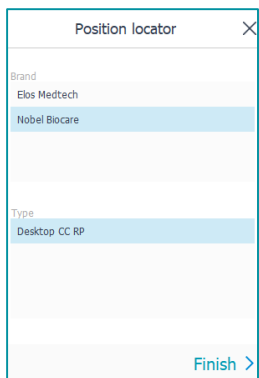 Position locator
Brand
Elos Medtech
Nobel Biocare
Type
Desktop CC RP
Finish